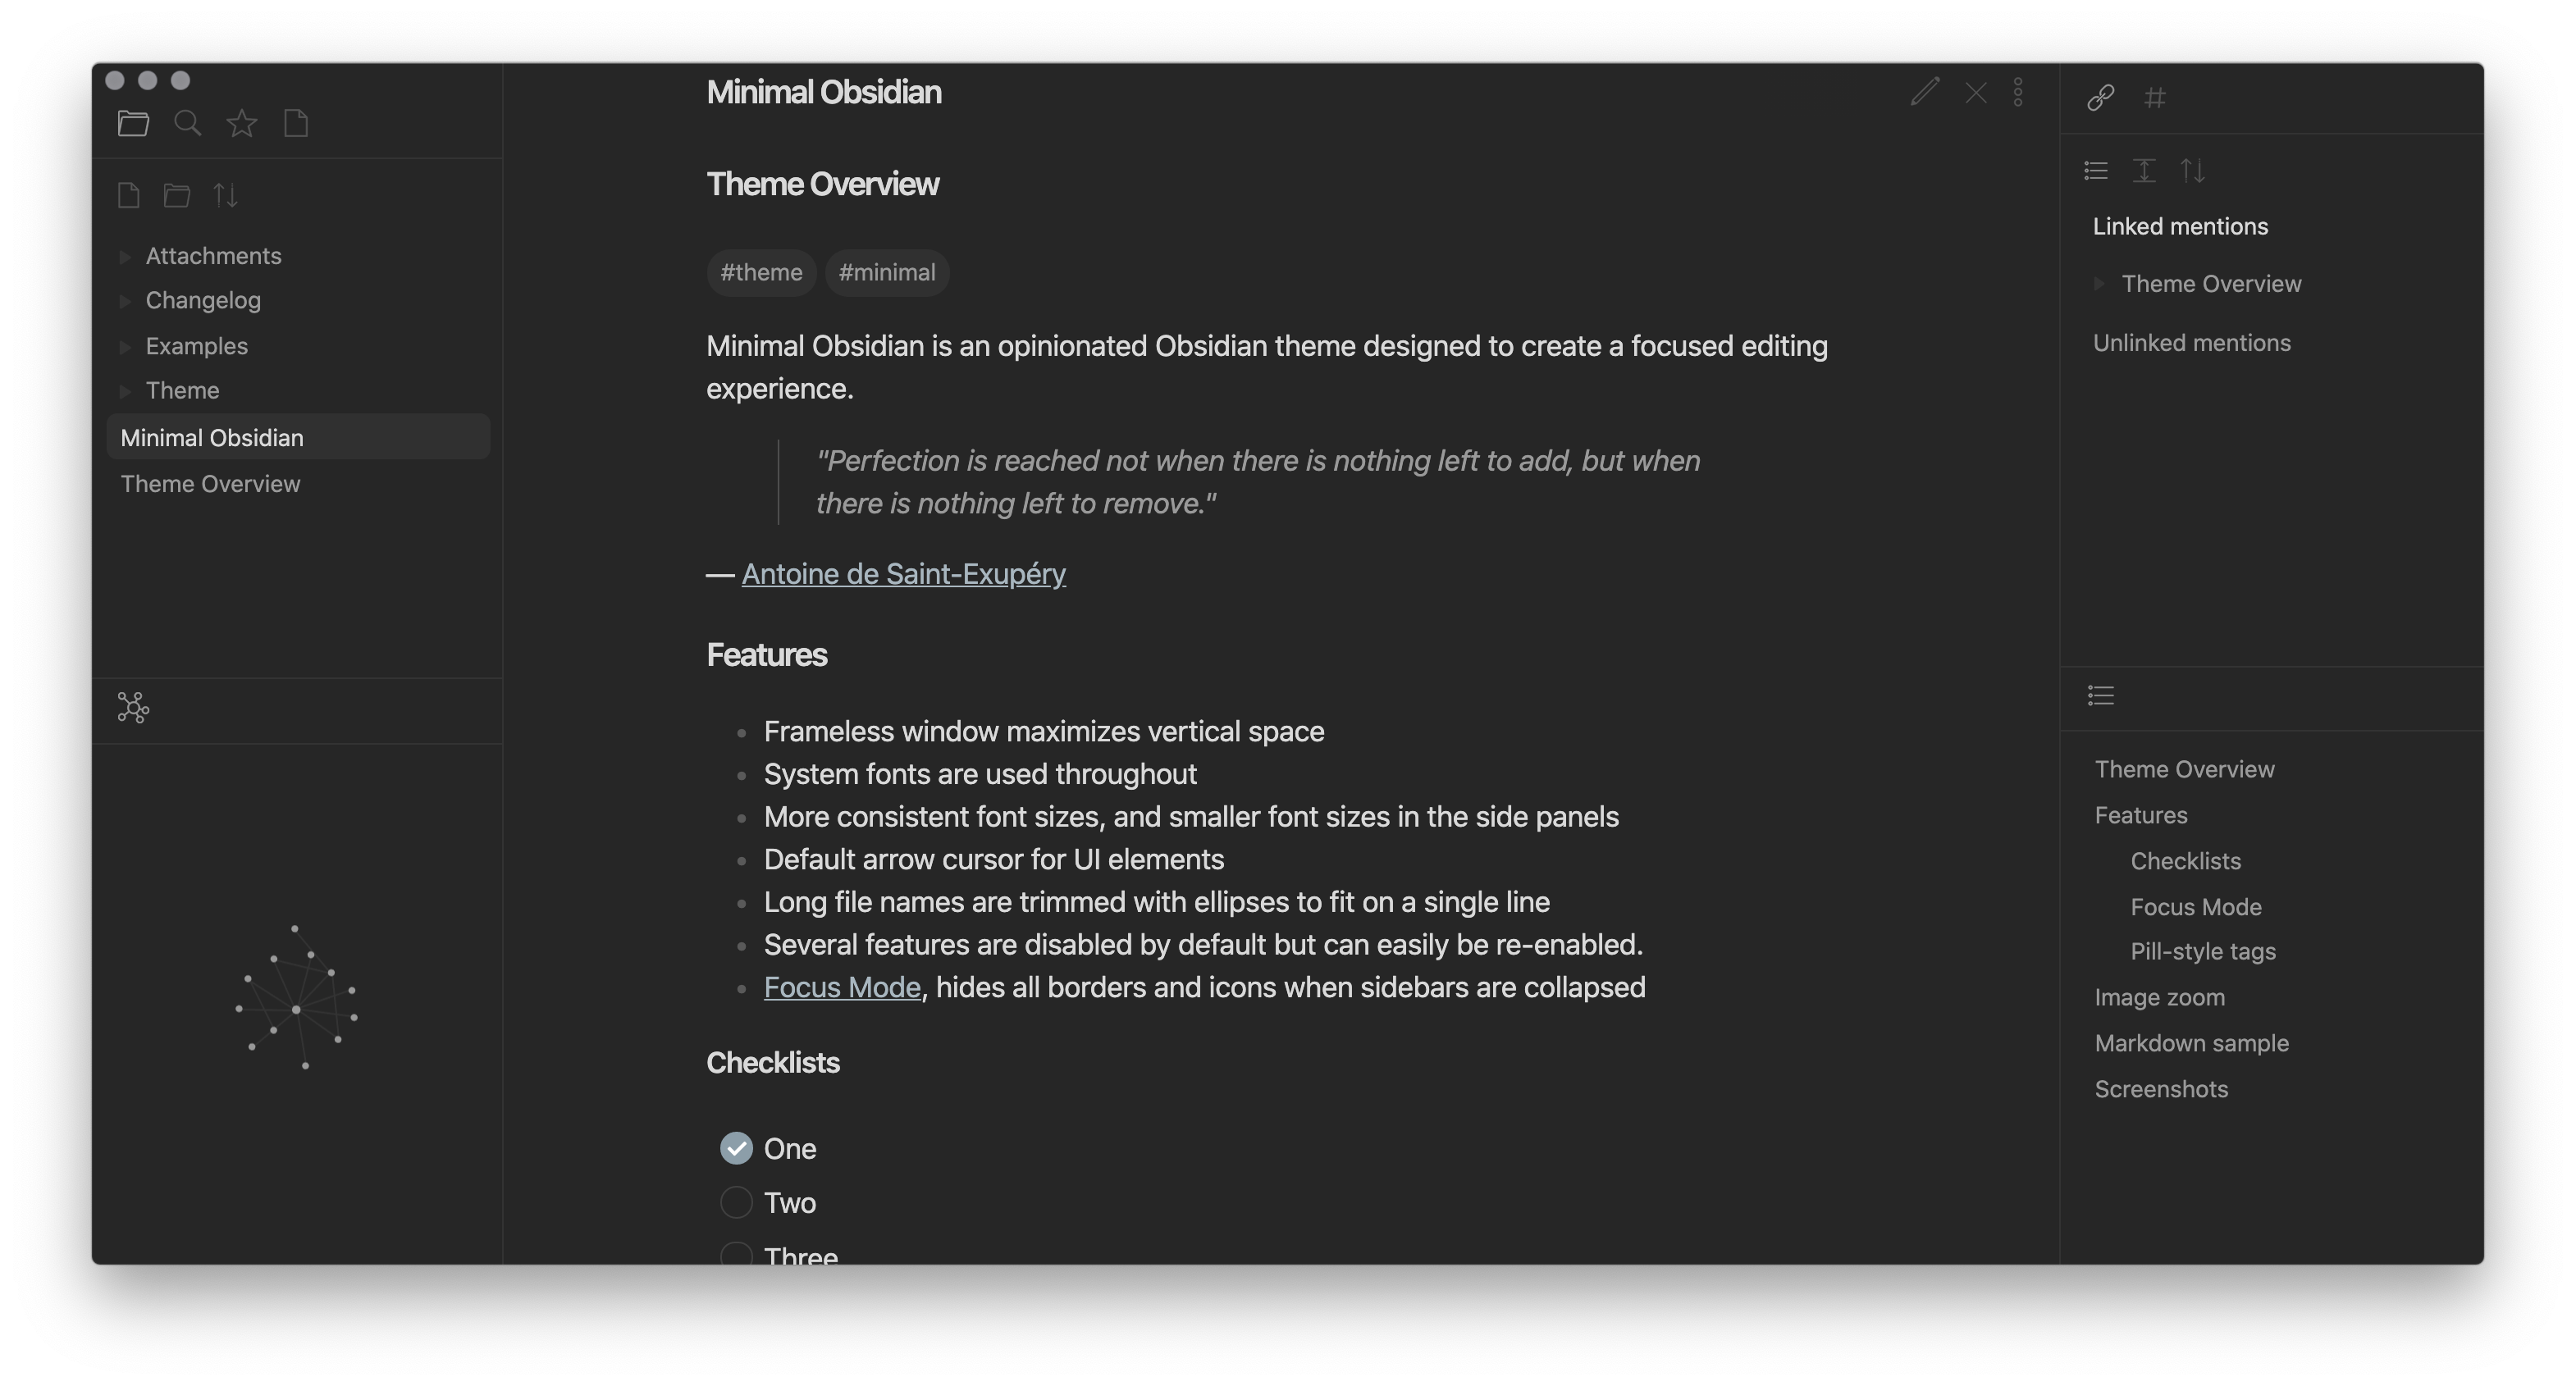 Attachments
Changelog
Examples
Theme
Minimal Obsidian
Theme Overview
Minimal Obsidian
Theme Overview
#theme #minimal
Minimal Obsidian is an opinionated Obsidian theme designed to create a focused editing
experience.
"Perfection is reached not when there is nothing left to add, but when
there is nothing left to remove."
— Antoine de Saint-Exupéry
Features
Frameless window maximizes vertical space
System fonts are used throughout
More consistent font sizes, and smaller font sizes in the side panels
Default arrow cursor for UI elements
Long file names are trimmed with ellipses to fit on a single line
Several features are disabled by default but can easily be re-enabled.
Focus Mode, hides all borders and icons when sidebars are collapsed
Checklists
One
Two
Three
Linked mentions
Theme Overview
Unlinked mentions
Theme Overview
Features
Checklists
Focus Mode
Pill-style tags
Image zoom
Markdown sample
Screenshots